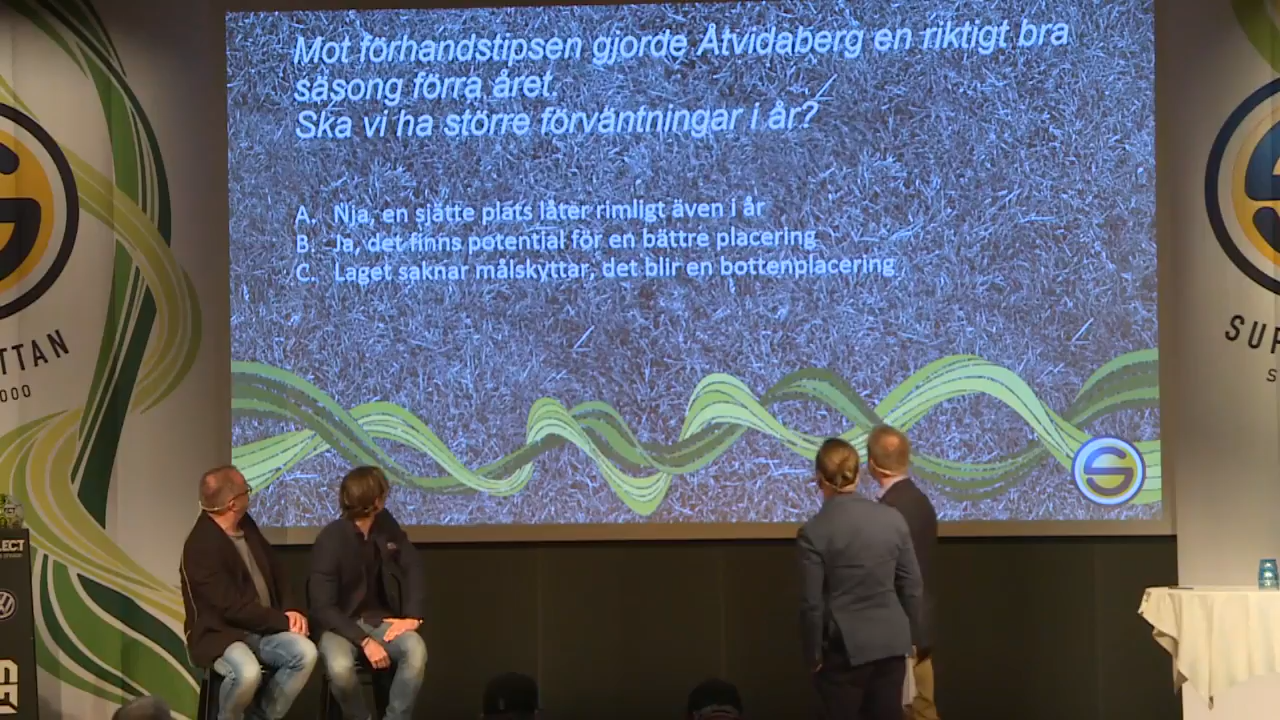 Mot förhandstipsen gjorde Åtvidaberg en riktigt bra
säsong förra året.
Ska vi ha större förväntningar i år?
A. Nja, en sjätte plats låter rimligt även i år
B. Ja, det finns potential för en bättre placering
C. Laget saknar målskyttar, det blir en bottenplacering
S
TTAN
000
SUP
S
LECT